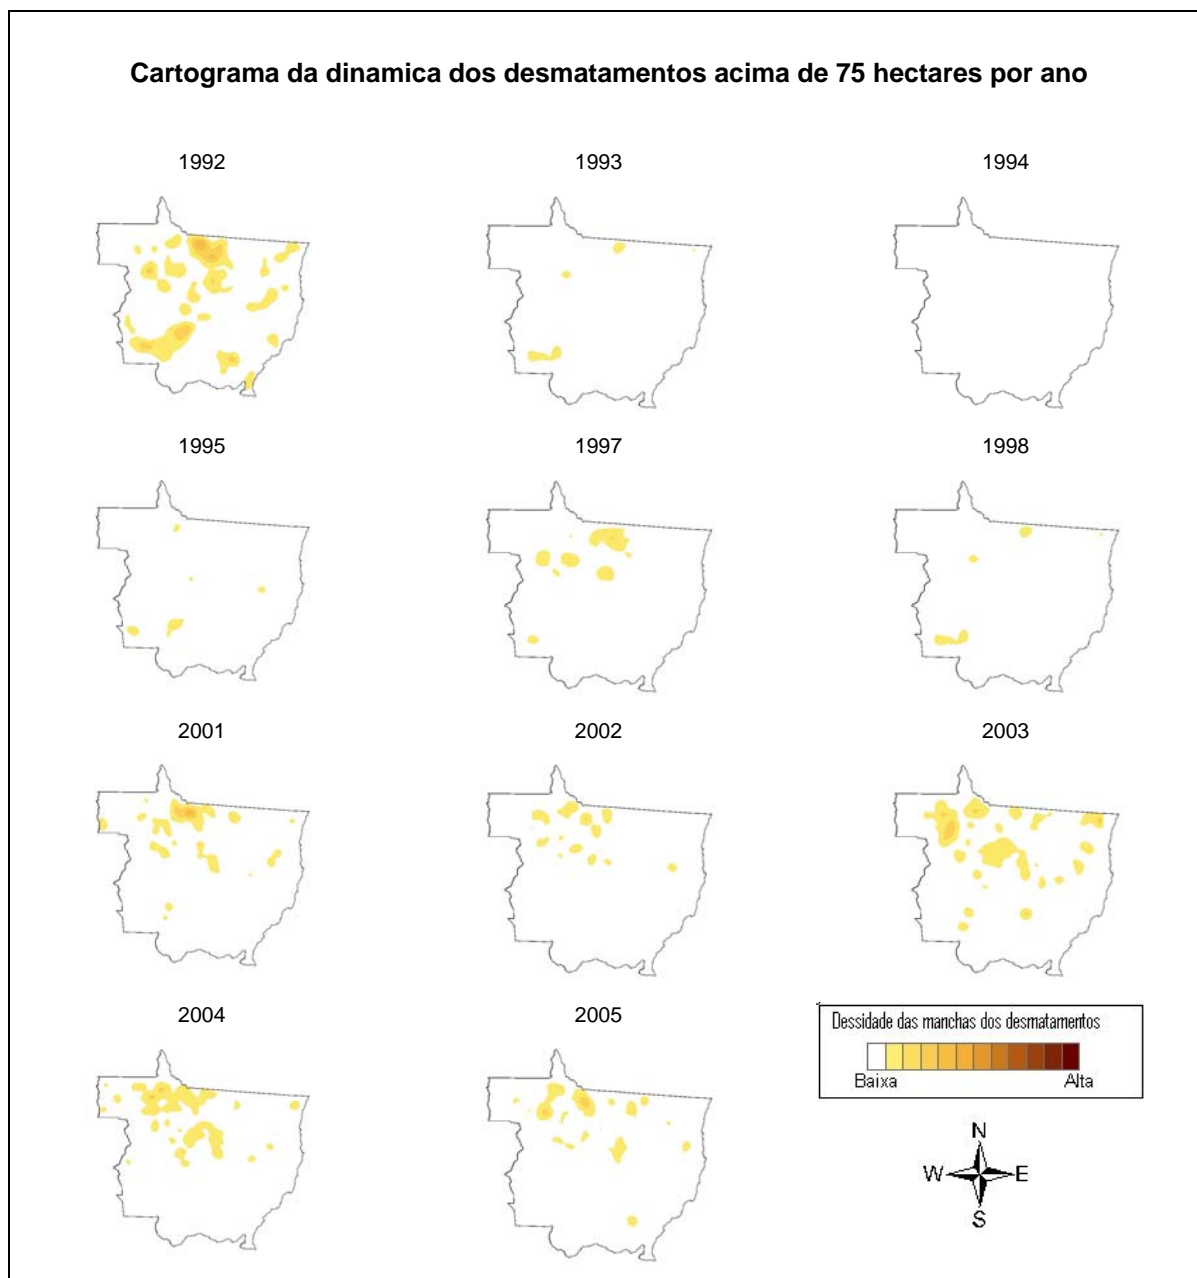 Cartograma da dinamica dos desmatamentos acima de 75 hectares por ano
1992
1993
1994
1995
1997
1998
2001
2002
2003
2004
2005
Dessidade das manchas dos desmatamentos
Baixa
Alta
N
W
E
S